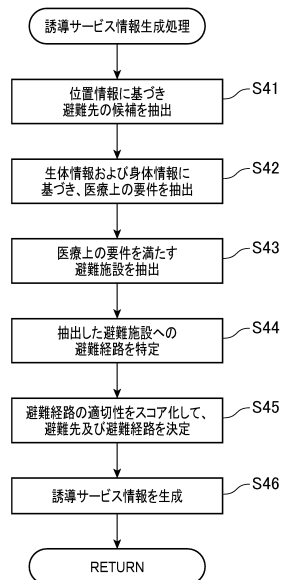 誘導サービス情報生成処理
位置情報に基づき
避難先の候補を抽出
S41
生体情報および身体情報に
基づき、医療上の要件を抽出
S42
医療上の要件を満たす
避難施設を抽出
S43
抽出した避難施設への
避難経路を特定
S44
避難経路の適切性をスコア化して、
避難先及び避難経路を決定
S45
誘導サービス情報を生成
S46
RETURN